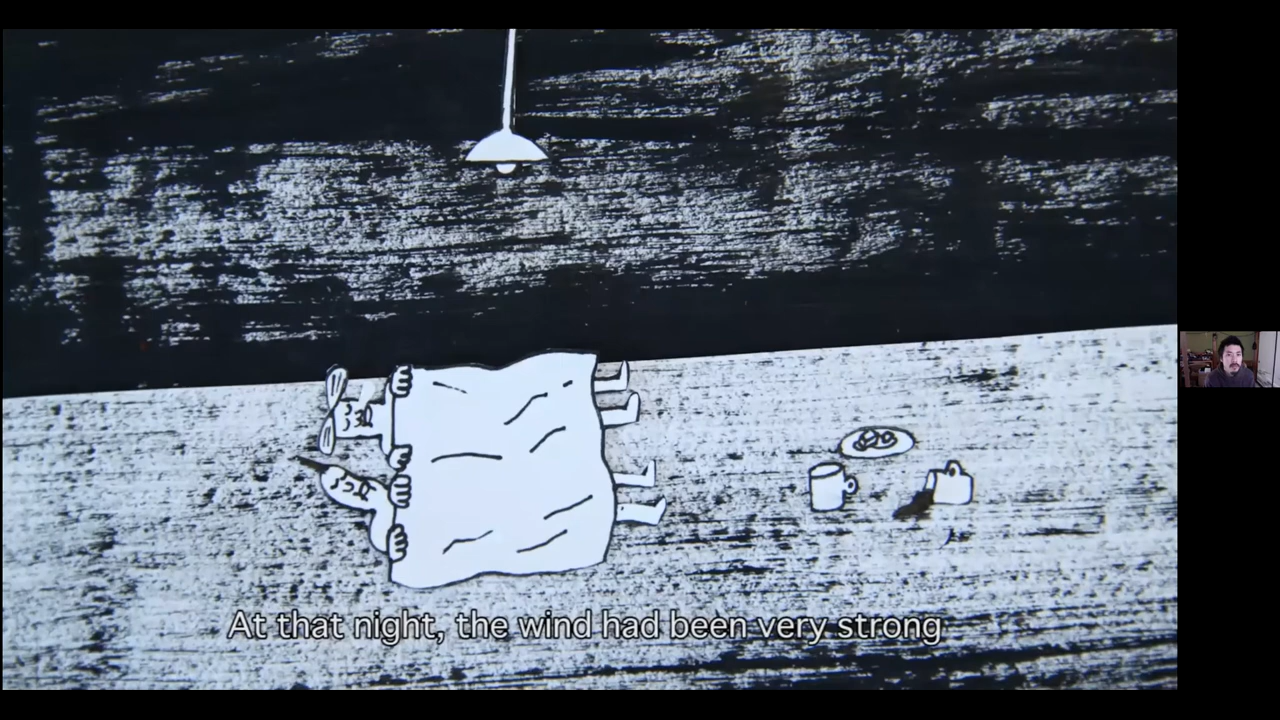 At that night, the wind had been very strong